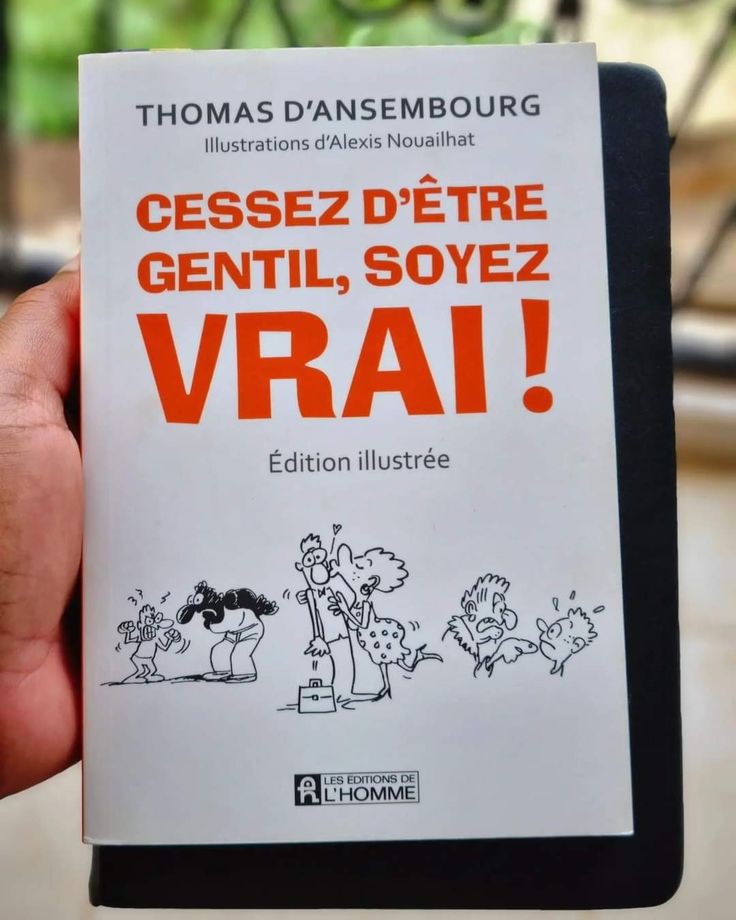 THOMAS D'ANSEMBOURG
Illustrations d'Alexis Nouailhat
CESSEZ D'ÊTRE
GENTIL, SOYEZ
VRAI !
Édition illustrée
LES ÉDITIONS DE
L'HOMME